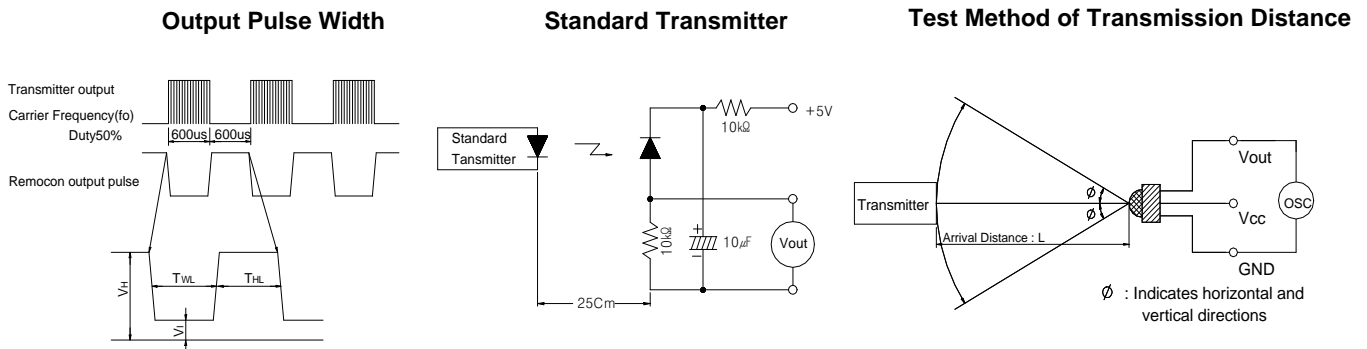 Output Pulse Width
Transmitter output
Carrier Frequency(fo)
Duty50%
600us 600us
Remocon output pulse
VH
TWL THL
VI
Standard Transmitter
Standard
Tansmitter
10kΩ
+5V
10kΩ
+
10㎌
Vout
25Cm
Test Method of Transmission Distance
Transmitter
Φ
Φ
Arrival Distance : L
Vout
Vcc
GND
OSC
Φ : Indicates horizontal and
vertical directions